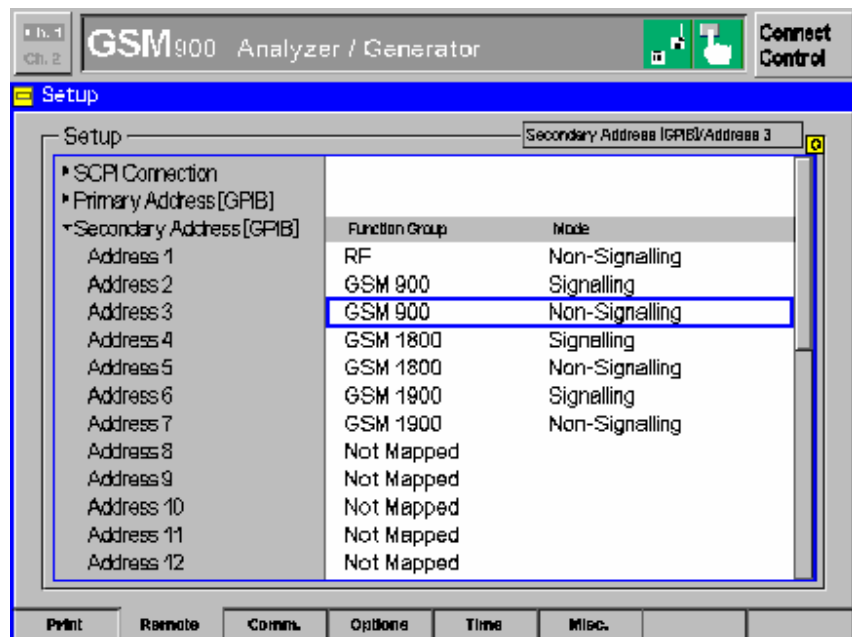 Ch. 1
Ch. 2
GSM900 Analyzer / Generator
Connect
Control
Setup
Setup
Secondary Address [GPIB]/Address 3
SCPI Connection
Primary Address [GPIB]
Secondary Address [GPIB] Function Group Mode
Address 1 RF Non-Signalling
Address 2 GSM 900 Signalling
Address 3 GSM 900 Non-Signalling
Address 4 GSM 1800 Signalling
Address 5 GSM 1800 Non-Signalling
Address 6 GSM 1900 Signalling
Address 7 GSM 1900 Non-Signalling
Address 8 Not Mapped
Address 9 Not Mapped
Address 10 Not Mapped
Address 11 Not Mapped
Address 12 Not Mapped
Print Remote Comm. Options Time Misc.